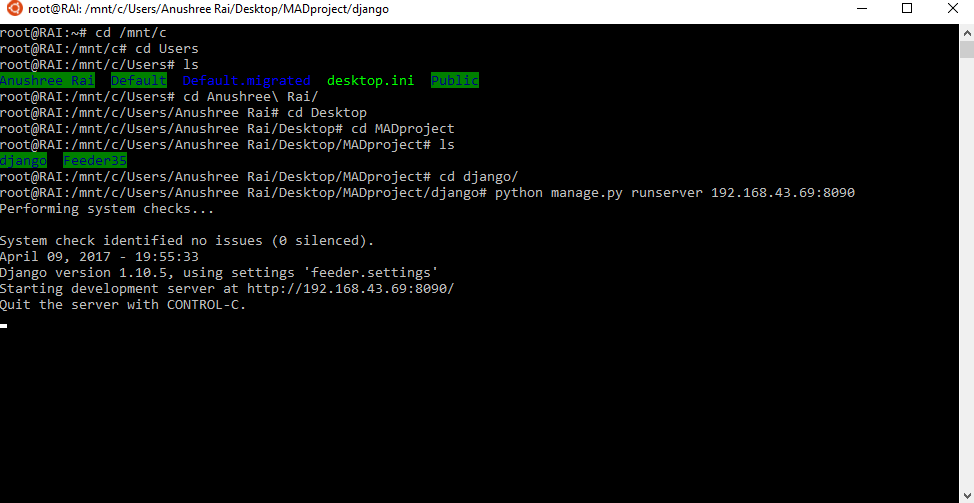 root@RAI: /mnt/c/Users/Anushree Rai/Desktop/MADproject/django
root@RAI:~# cd /mnt/c
root@RAI:/mnt/c# cd Users
root@RAI:/mnt/c/Users# ls
Anushree Rai  Default  Default.migrated  desktop.ini  Public
root@RAI:/mnt/c/Users# cd Anushree\ Rai/
root@RAI:/mnt/c/Users/Anushree Rai# cd Desktop
root@RAI:/mnt/c/Users/Anushree Rai/Desktop# cd MADproject
root@RAI:/mnt/c/Users/Anushree Rai/Desktop/MADproject# ls
django  Feeder35
root@RAI:/mnt/c/Users/Anushree Rai/Desktop/MADproject# cd django/
root@RAI:/mnt/c/Users/Anushree Rai/Desktop/MADproject/django# python manage.py runserver 192.168.43.69:8090
Performing system checks...
System check identified no issues (0 silenced).
April 09, 2017 - 19:55:33
Django version 1.10.5, using settings 'feeder.settings'
Starting development server at http://192.168.43.69:8090/
Quit the server with CONTROL-C.